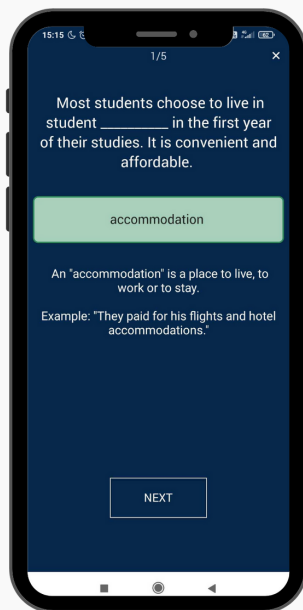 15:15
1/5
Most students choose to live in
student _________ in the first year
of their studies. It is convenient and
affordable.
accommodation
An "accommodation" is a place to live, to
work or to stay.
Example: "They paid for his flights and hotel
accommodations."
NEXT